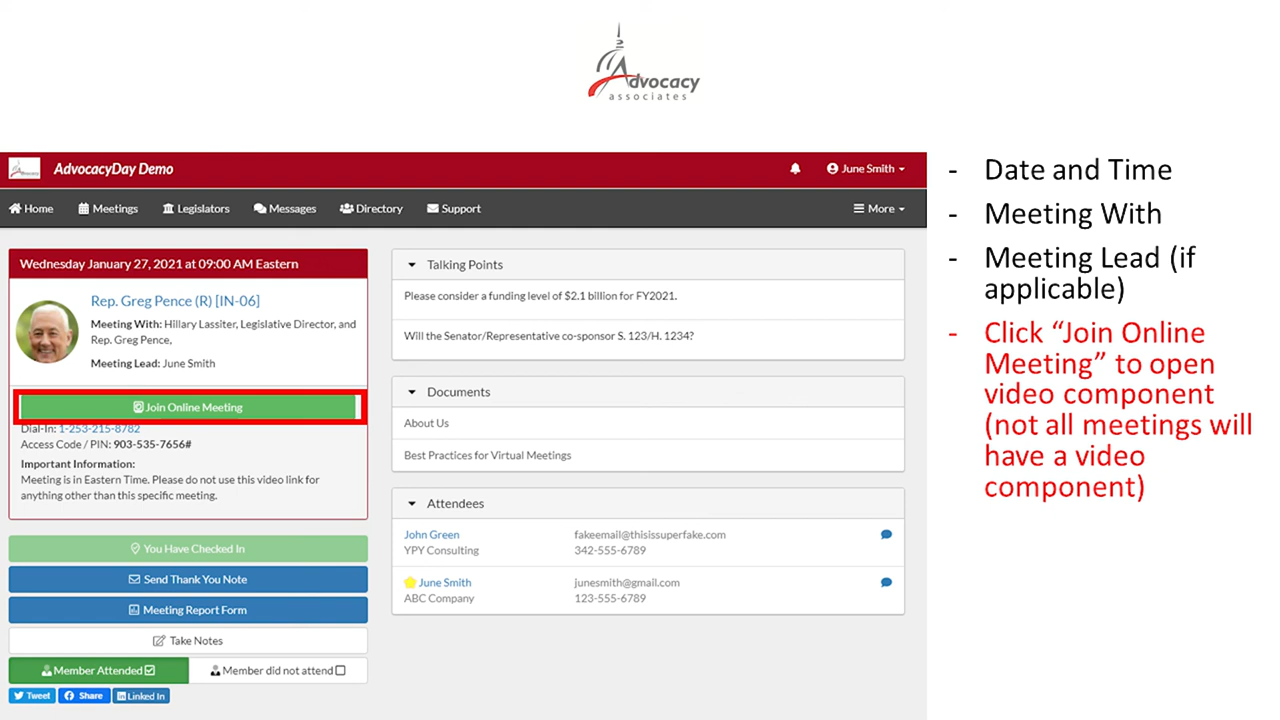 Advocacy
associates
AdvocacyDay Demo
June Smith
Home
Meetings
Legislators
Messages
Directory
Support
More
Wednesday January 27, 2021 at 09:00 AM Eastern
Rep. Greg Pence (R) [IN-06]
Meeting With: Hillary Lassiter, Legislative Director, and
Rep. Greg Pence,
Meeting Lead: June Smith
Join Online Meeting
Dial-In: 1-253-215-8782
Access Code / PIN: 903-535-7656#
Important Information:
Meeting is in Eastern Time. Please do not use this video link for
anything other than this specific meeting.
You Have Checked In
Send Thank You Note
Meeting Report Form
Take Notes
Member Attended
Member did not attend
Tweet
Share
Linked In
Talking Points
Please consider a funding level of $2.1 billion for FY2021.
Will the Senator/Representative co-sponsor S. 123/H. 1234?
Documents
About Us
Best Practices for Virtual Meetings
Attendees
John Green fakeemail@thisissuperfake.com
YPY Consulting 342-555-6789
June Smith junesmith@gmail.com
ABC Company 123-555-6789
- Date and Time
- Meeting With
- Meeting Lead (if
applicable)
- Click “Join Online
Meeting” to open
video component
(not all meetings will
have a video
component)